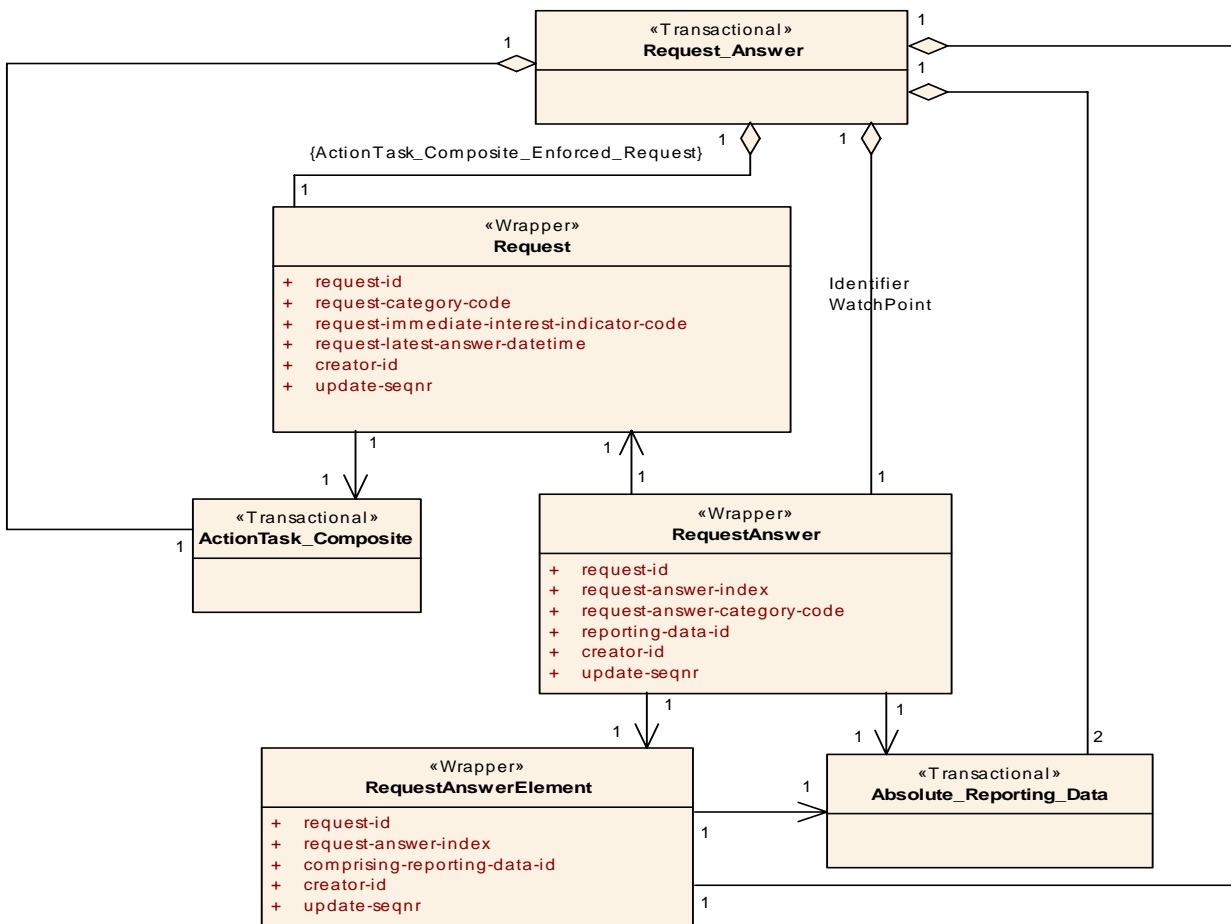 «Transactional»
Request_Answer
1
1
1
1
1
{ActionTask_Composite_Enforced_Request}
1
«Wrapper»
Request
+ request-id
+ request-category-code
+ request-immediate-interest-indicator-code
+ request-latest-answer-datetime
+ creator-id
+ update-seqnr
Identifier
WatchPoint
1
1
1
1
1
«Transactional»
ActionTask_Composite
1
«Wrapper»
RequestAnswer
+ request-id
+ request-answer-index
+ request-answer-category-code
+ reporting-data-id
+ creator-id
+ update-seqnr
1
1
1
1
2
«Wrapper»
RequestAnswerElement
+ request-id
+ request-answer-index
+ comprising-reporting-data-id
+ creator-id
+ update-seqnr
«Transactional»
Absolute_Reporting_Data
1
1
1